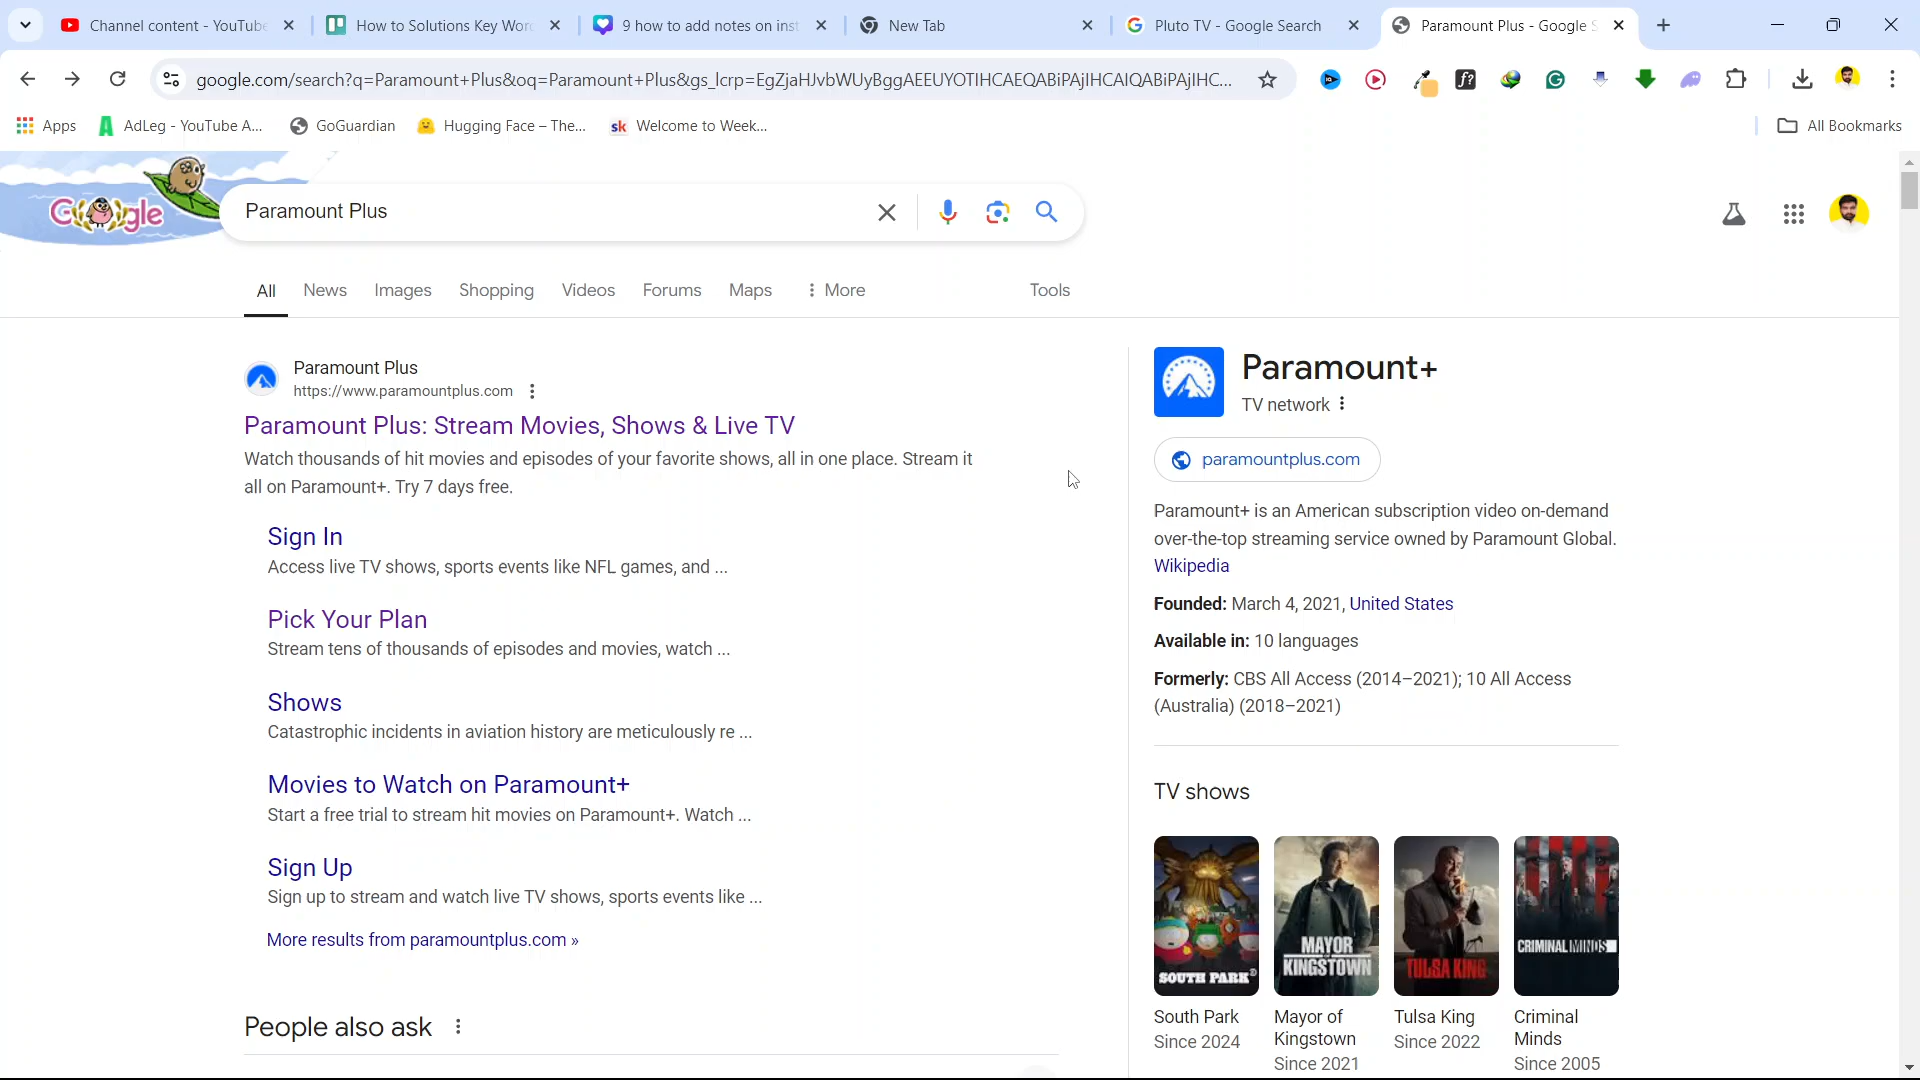 Channel content - YouTube
How to Solutions Key Wor
9 how to add notes on inst
New Tab
Pluto TV - Google Search
Paramount Plus - Google S
google.com/search?q=Paramount+Plus&oq=Paramount+Plus&gs_lcrp=EgZjaHJvbWUyBggAEEUYOTIHCAEQABiPAjIHCAIQABiPAjIHC...
Apps
AdLeg - YouTube A...
GoGuardian
Hugging Face – The...
sk Welcome to Week...
All Bookmarks
Google
Paramount Plus
All
News
Images
Shopping
Videos
Forums
Maps
More
Tools
Paramount Plus
https://www.paramountplus.com
Paramount Plus: Stream Movies, Shows & Live TV
Watch thousands of hit movies and episodes of your favorite shows, all in one place. Stream it
all on Paramount+. Try 7 days free.
Sign In
Access live TV shows, sports events like NFL games, and ...
Pick Your Plan
Stream tens of thousands of episodes and movies, watch ...
Shows
Catastrophic incidents in aviation history are meticulously re ...
Movies to Watch on Paramount+
Start a free trial to stream hit movies on Paramount+. Watch ...
Sign Up
Sign up to stream and watch live TV shows, sports events like ...
More results from paramountplus.com »
People also ask
Paramount+
TV network
paramountplus.com
Paramount+ is an American subscription video on-demand
over-the-top streaming service owned by Paramount Global.
Wikipedia
Founded: March 4, 2021, United States
Available in: 10 languages
Formerly: CBS All Access (2014–2021); 10 All Access
(Australia) (2018–2021)
TV shows
SOUTH PARK
MAYOR OF
KINGSTOWN
TULSA KING
CRIMINAL MINDS
South Park
Since 2024
Mayor of
Kingstown
Since 2021
Tulsa King
Since 2022
Criminal
Minds
Since 2005